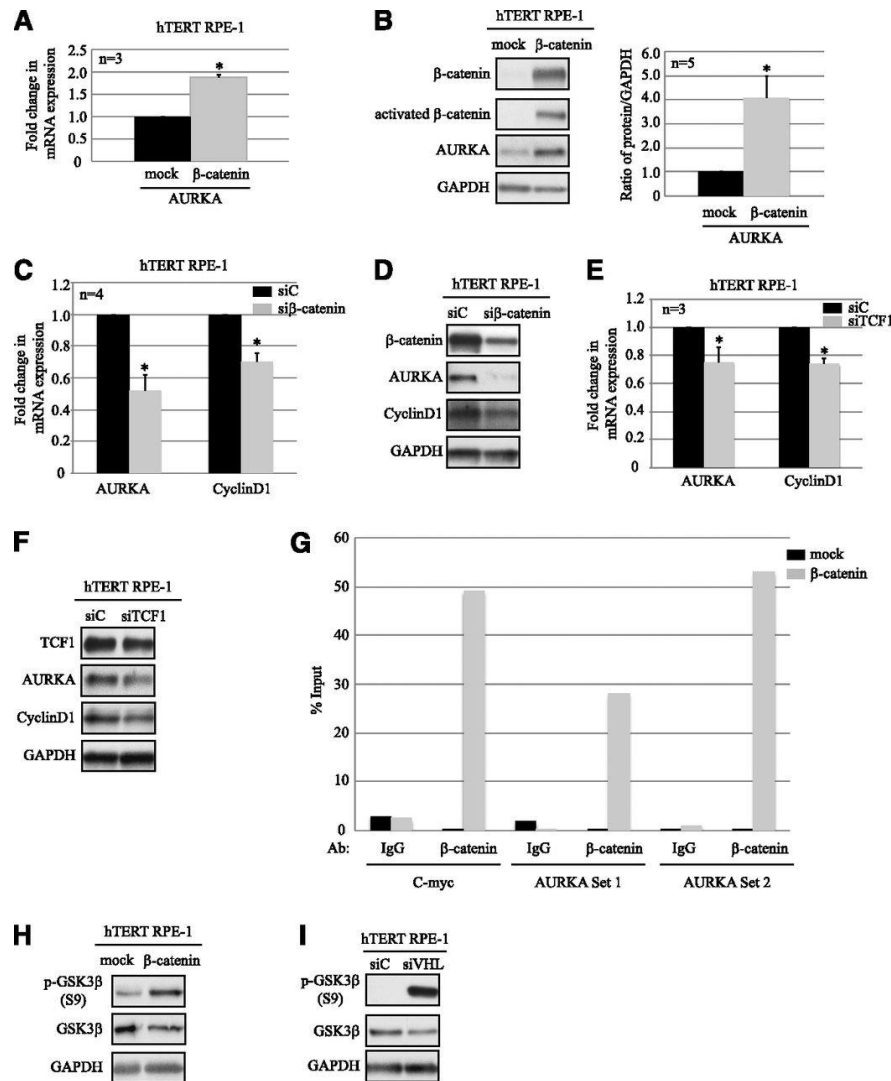 A
hTERT RPE-1
Fold change in
mRNA expression
2.5
2.0
1.5
1.0
0.5
0
n=3
*
mock β-catenin
AURKA
B
hTERT RPE-1
mock β-catenin
β-catenin
activated β-catenin
AURKA
GAPDH
Ratio of protein/GAPDH
6.0
5.0
4.0
3.0
2.0
1.0
0
n=5
*
mock β-catenin
AURKA
C
hTERT RPE-1
Fold change in
mRNA expression
1.2
1.0
0.8
0.6
0.4
0.2
0
n=4
siC
siβ-catenin
*
*
AURKA CyclinD1
D
hTERT RPE-1
siC siβ-catenin
β-catenin
AURKA
CyclinD1
GAPDH
E
hTERT RPE-1
Fold change in
mRNA expression
1.2
1.0
0.8
0.6
0.4
0.2
0
n=3
siC
siTCF1
*
*
AURKA CyclinD1
F
hTERT RPE-1
siC siTCF1
TCF1
AURKA
CyclinD1
GAPDH
G
% Input
60
50
40
30
20
10
0
mock
β-catenin
Ab: IgG β-catenin IgG β-catenin IgG β-catenin
C-myc AURKA Set 1 AURKA Set 2
H
hTERT RPE-1
mock β-catenin
p-GSK3β
(S9)
GSK3β
GAPDH
I
hTERT RPE-1
siC siVHL
p-GSK3β
(S9)
GSK3β
GAPDH